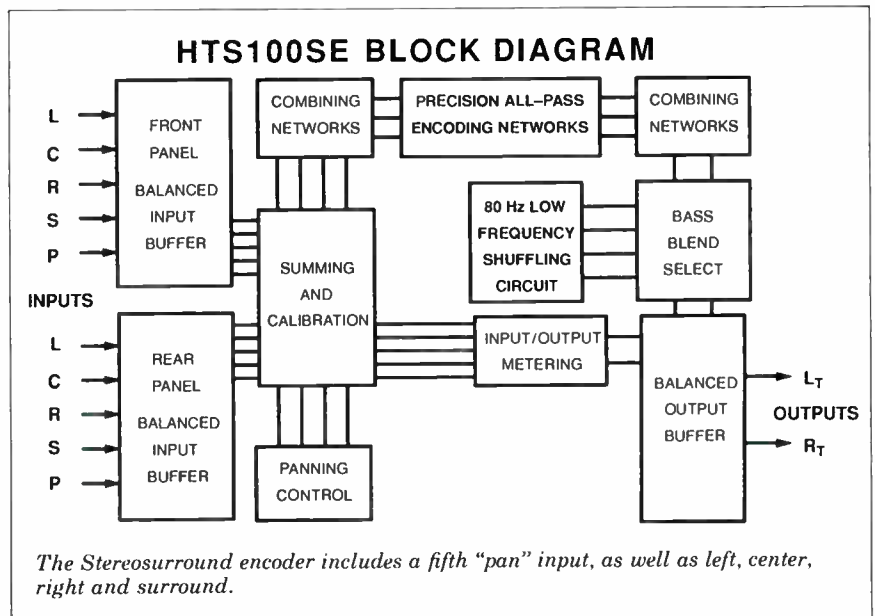 HTS100SE BLOCK DIAGRAM
L
C
R
S
P
FRONT
PANEL
BALANCED
INPUT
BUFFER
COMBINING
NETWORKS
PRECISION ALL–PASS
ENCODING NETWORKS
COMBINING
NETWORKS
80 Hz LOW
FREQUENCY
SHUFFLING
CIRCUIT
BASS
BLEND
SELECT
SUMMING
AND
CALIBRATION
INPUTS
L
C
R
S
P
REAR
PANEL
BALANCED
INPUT
BUFFER
INPUT/OUTPUT
METERING
BALANCED
OUTPUT
BUFFER
LT
OUTPUTS
RT
PANNING
CONTROL
The Stereosurround encoder includes a fifth “pan” input, as well as left, center,
right and surround.